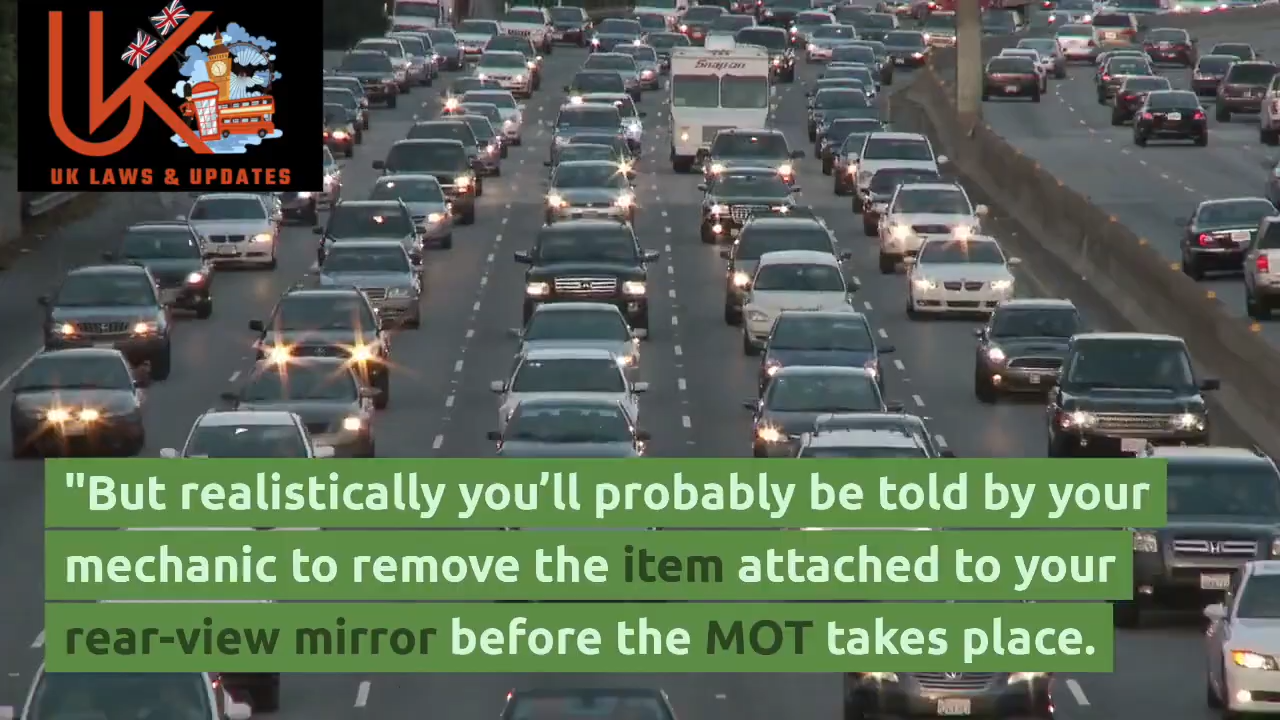 UK
UK LAWS & UPDATES
Snap-on
"But realistically you’ll probably be told by your
mechanic to remove the item attached to your
rear-view mirror before the MOT takes place.